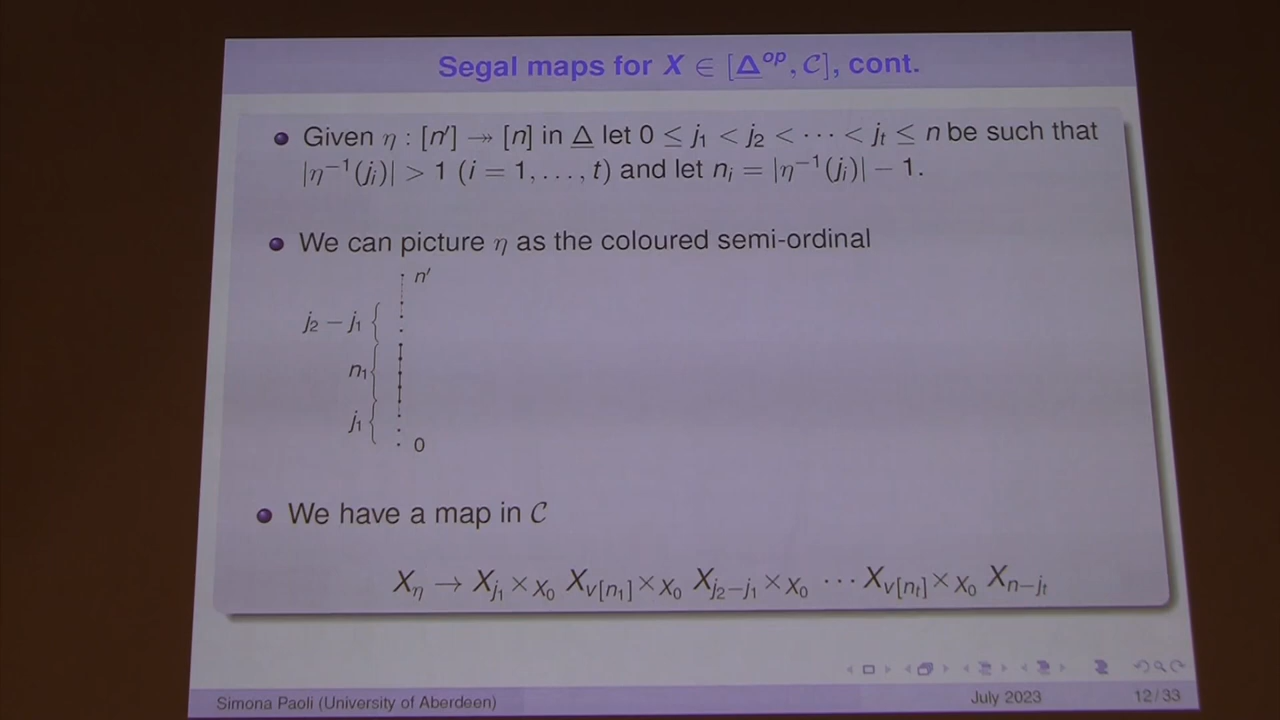 Segal maps for X ∈ [Δ̲^op, 𝒞], cont.
Given η : [n′] ↠ [n] in Δ̲ let 0 ≤ j₁ < j₂ < ⋯ < jₜ ≤ n be such that
|η⁻¹(jᵢ)| > 1 (i = 1, …, t) and let nᵢ = |η⁻¹(jᵢ)| − 1.
We can picture η as the coloured semi-ordinal
n′
j₂ − j₁
n₁
j₁
0
We have a map in 𝒞
X_η → X_{j₁} ×_{X₀} X_{v[n₁]} ×_{X₀} X_{j₂−j₁} ×_{X₀} ⋯ X_{v[nₜ]} ×_{X₀} X_{n−jₜ}
Simona Paoli (University of Aberdeen)
July 2023
12 / 33